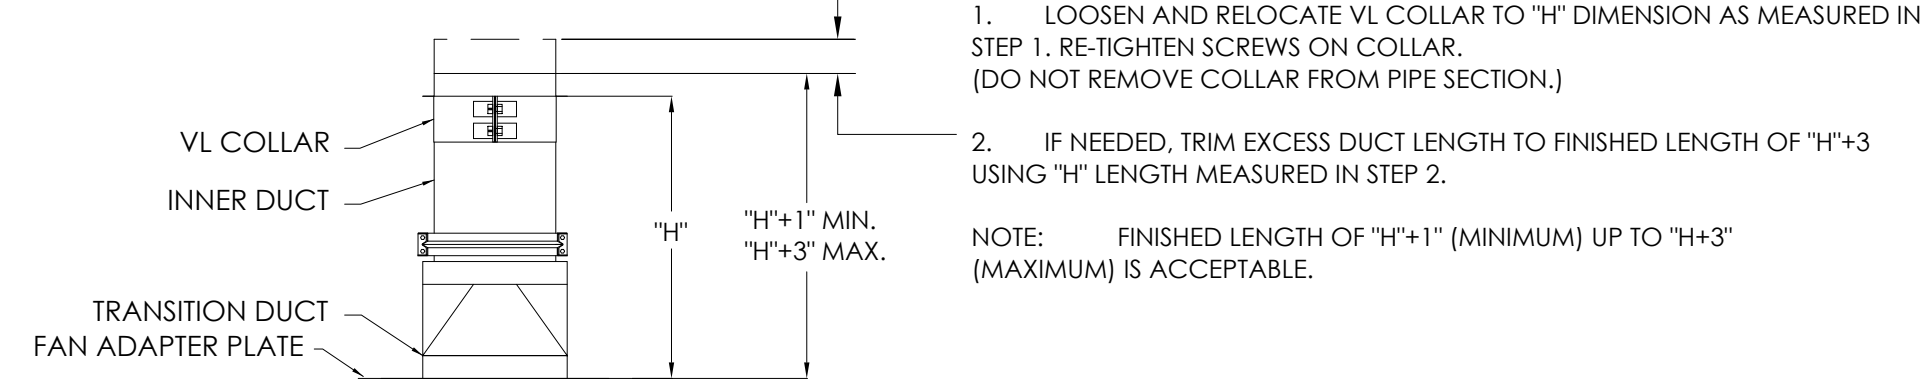 VL COLLAR
INNER DUCT
TRANSITION DUCT
FAN ADAPTER PLATE
"H"
"H"+1" MIN.
"H"+3" MAX.
1. LOOSEN AND RELOCATE VL COLLAR TO "H" DIMENSION AS MEASURED IN
STEP 1. RE-TIGHTEN SCREWS ON COLLAR.
(DO NOT REMOVE COLLAR FROM PIPE SECTION.)
2. IF NEEDED, TRIM EXCESS DUCT LENGTH TO FINISHED LENGTH OF "H"+3
USING "H" LENGTH MEASURED IN STEP 2.
NOTE: FINISHED LENGTH OF "H"+1" (MINIMUM) UP TO "H+3"
(MAXIMUM) IS ACCEPTABLE.